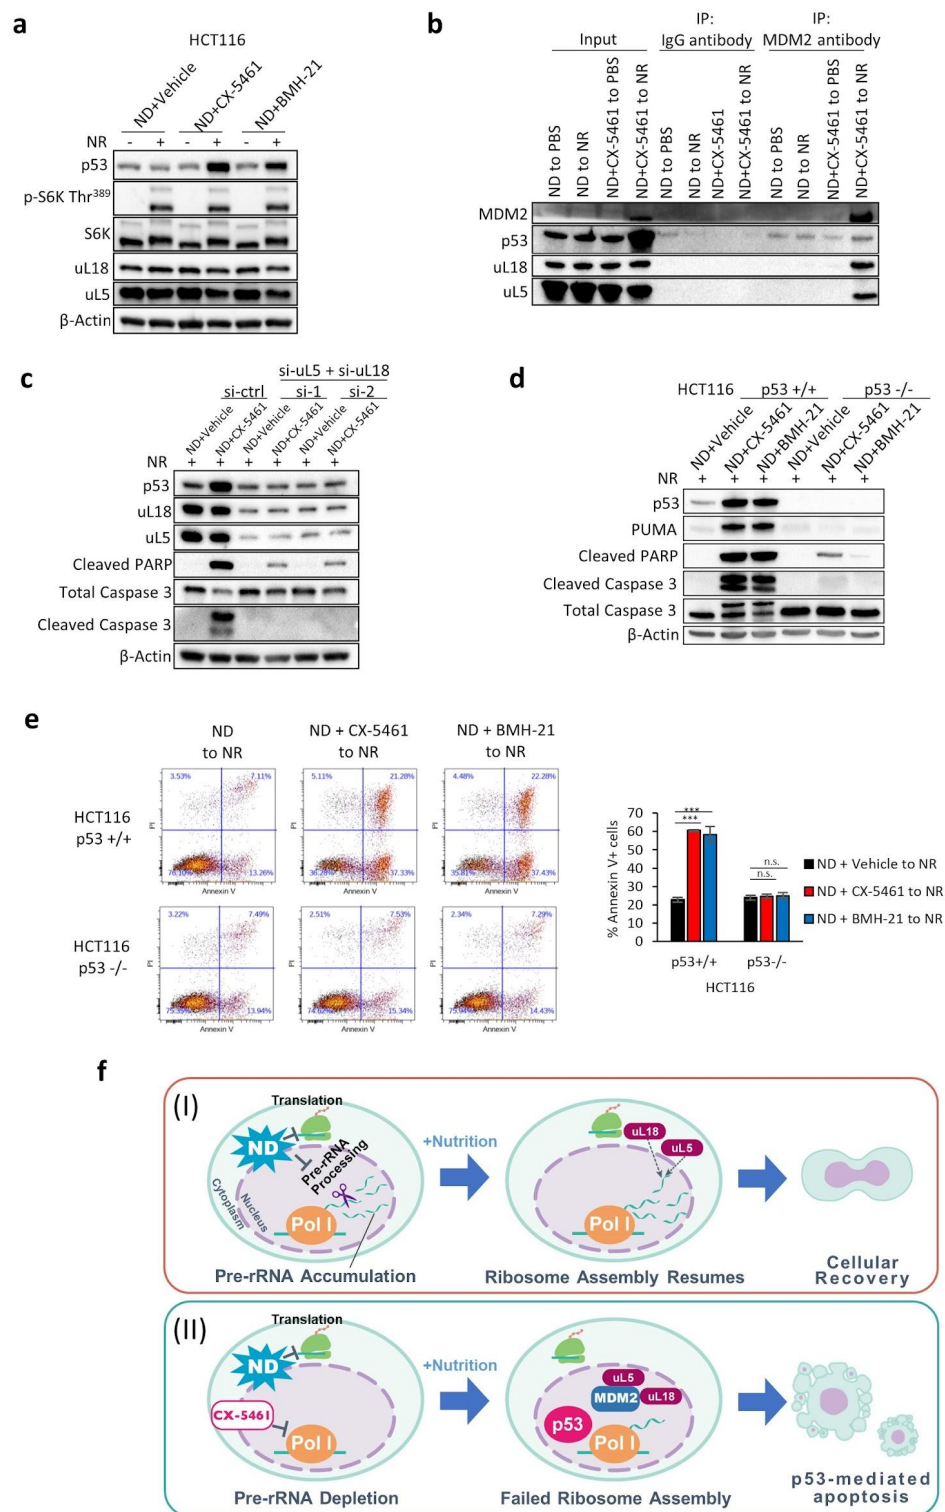 a
HCT116
ND+Vehicle
ND+CX-5461
ND+BMH-21
NR - + - + - +
p53
p-S6K Thr389
S6K
uL18
uL5
β-Actin
b
Input
IP:
IgG antibody
IP:
MDM2 antibody
ND to PBS
ND to NR
ND+CX-5461 to PBS
ND+CX-5461 to NR
ND to PBS
ND to NR
ND+CX-5461
ND+CX-5461 to NR
ND to PBS
ND to NR
ND+CX-5461 to PBS
ND+CX-5461 to NR
MDM2
p53
uL18
uL5
c
si-uL5 + si-uL18
si-ctrl si-1 si-2
ND+Vehicle
ND+CX-5461
ND+Vehicle
ND+CX-5461
ND+Vehicle
ND+CX-5461
NR + + + + + +
p53
uL18
uL5
Cleaved PARP
Total Caspase 3
Cleaved Caspase 3
β-Actin
d
HCT116 p53 +/+ p53 -/-
ND+Vehicle
ND+CX-5461
ND+BMH-21
ND+Vehicle
ND+CX-5461
ND+BMH-21
NR + + + + + +
p53
PUMA
Cleaved PARP
Cleaved Caspase 3
Total Caspase 3
β-Actin
e
ND
to NR
ND + CX-5461
to NR
ND + BMH-21
to NR
HCT116
p53 +/+
3.53% 7.11%
13.26%
PI
Annexin V
5.11% 21.28%
37.33%
PI
Annexin V
4.48% 22.28%
37.43%
PI
Annexin V
HCT116
p53 -/-
3.22% 7.49%
13.94%
PI
Annexin V
2.51% 7.53%
15.34%
PI
Annexin V
2.34% 7.29%
14.43%
PI
Annexin V
% Annexin V+ cells
70
60
50
40
30
20
10
0
***
***
n.s.
n.s.
p53+/+ p53-/-
HCT116
ND + Vehicle to NR
ND + CX-5461 to NR
ND + BMH-21 to NR
f
(I)
Translation
ND
Pre-rRNA
Processing
Cytoplasm
Nucleus
Pol I
Pre-rRNA Accumulation
+Nutrition
uL18
uL5
Pol I
Ribosome Assembly Resumes
Cellular
Recovery
(II)
Translation
ND
CX-5461
Pol I
Pre-rRNA Depletion
+Nutrition
uL5
MDM2
uL18
p53
Pol I
Failed Ribosome Assembly
p53-mediated
apoptosis